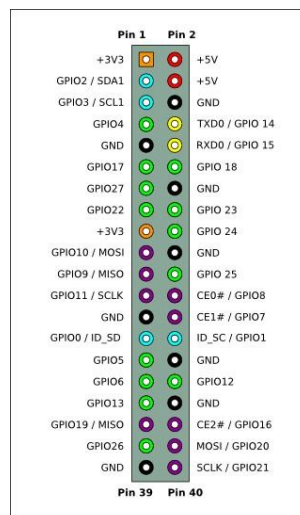 Pin 1 Pin 2
+3V3 +5V
GPIO2 / SDA1 +5V
GPIO3 / SCL1 GND
GPIO4 TXD0 / GPIO 14
GND RXD0 / GPIO 15
GPIO17 GPIO 18
GPIO27 GND
GPIO22 GPIO 23
+3V3 GPIO 24
GPIO10 / MOSI GND
GPIO9 / MISO GPIO 25
GPIO11 / SCLK CE0# / GPIO8
GND CE1# / GPIO7
GPIO0 / ID_SD ID_SC / GPIO1
GPIO5 GND
GPIO6 GPIO12
GPIO13 GND
GPIO19 / MISO CE2# / GPIO16
GPIO26 MOSI / GPIO20
GND SCLK / GPIO21
Pin 39 Pin 40